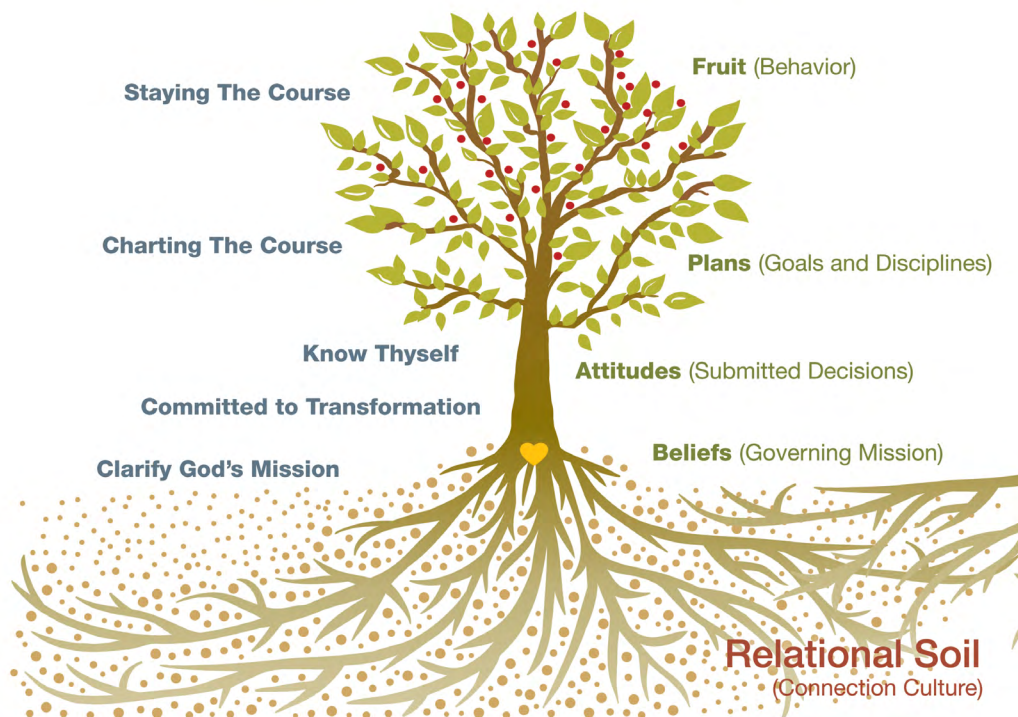 Fruit (Behavior)
Staying The Course
Charting The Course
Plans (Goals and Disciplines)
Know Thyself
Attitudes (Submitted Decisions)
Committed to Transformation
Beliefs (Governing Mission)
Clarify God's Mission
Relational Soil
(Connection Culture)